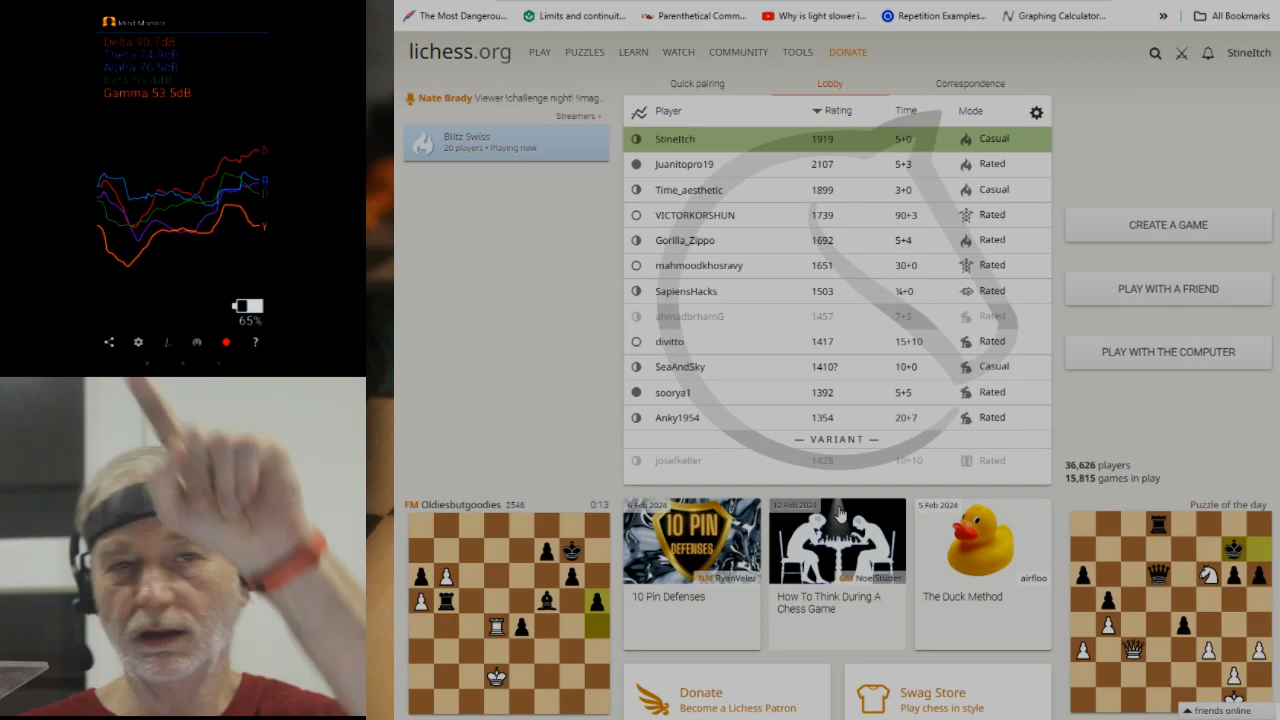 Mind Monitor
Delta 90.7dB
Theta 74.9dB
Alpha 76.5dB
Beta 69.4dB
Gamma 53.5dB
65%
?
The Most Dangerou...
Limits and continuit...
Parenthetical Comm...
Why is light slower i...
Repetition Examples...
Graphing Calculator...
»
All Bookmarks
lichess.org
PLAY
PUZZLES
LEARN
WATCH
COMMUNITY
TOOLS
DONATE
StineItch
Nate Brady Viewer !challenge night! !mag...
Streamers »
Blitz Swiss
20 players • Playing now
Quick pairing
Lobby
Correspondence
Player Rating Time Mode
StineItch 1919 5+0 Casual
Juanitopro19 2107 5+3 Rated
Time_aesthetic 1899 3+0 Casual
VICTORKORSHUN 1739 90+3 Rated
Gorilla_Zippo 1692 5+4 Rated
mahmoodkhosravy 1651 30+0 Rated
SapiensHacks 1503 ¼+0 Rated
ahmadbrhamG 1457 7+3 Rated
divitto 1417 15+10 Rated
SeaAndSky 1410? 10+0 Casual
soorya1 1392 5+5 Rated
Anky1954 1354 20+7 Rated
— VARIANT —
josefkeller 1428 10+10 Rated
CREATE A GAME
PLAY WITH A FRIEND
PLAY WITH THE COMPUTER
36,626 players
15,815 games in play
FM Oldiesbutgoodies 2546 0:13
6 Feb 2024
10 PIN
DEFENSES
NM RyanVelez
10 Pin Defenses
12 Feb 2024
GM NoelStuder
How To Think During A
Chess Game
5 Feb 2024
airfloo
The Duck Method
Puzzle of the day
Donate
Become a Lichess Patron
Swag Store
Play chess in style
friends online